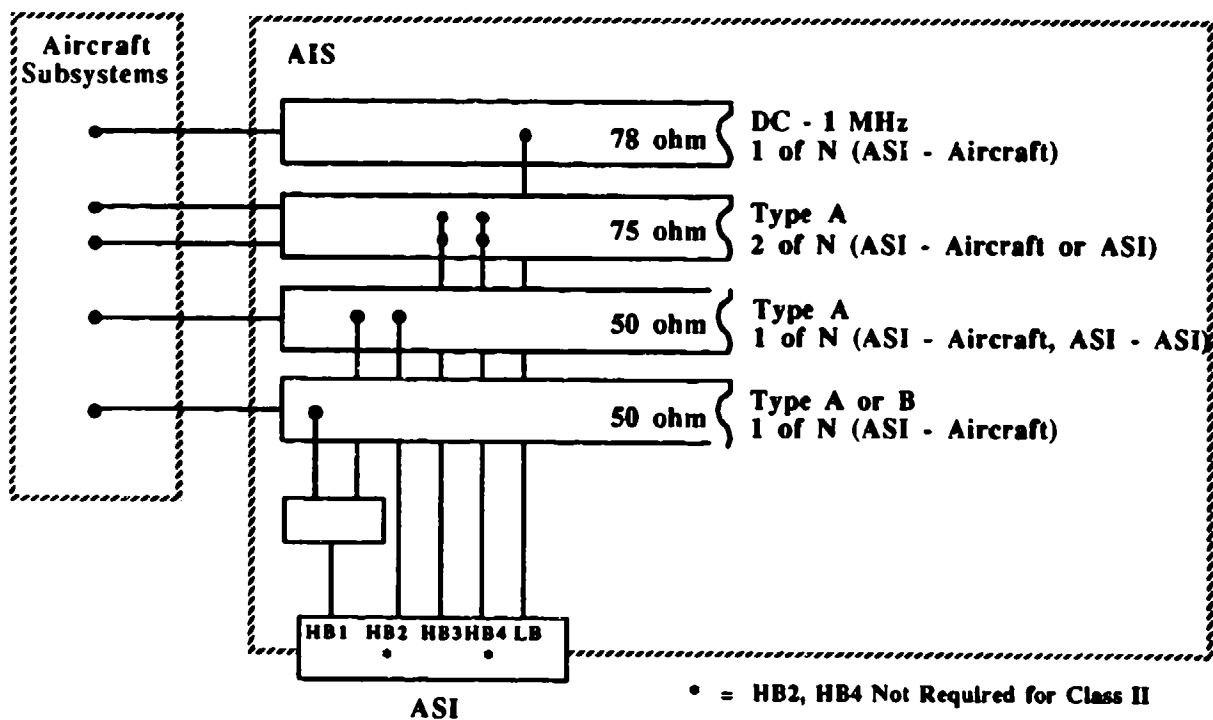 Aircraft
Subsystems
AIS
78 ohm
DC - 1 MHz
1 of N (ASI - Aircraft)
75 ohm
Type A
2 of N (ASI - Aircraft or ASI)
50 ohm
Type A
1 of N (ASI - Aircraft, ASI - ASI)
50 ohm
Type A or B
1 of N (ASI - Aircraft)
HB1 HB2 HB3 HB4 LB
* *
ASI
* = HB2, HB4 Not Required for Class II